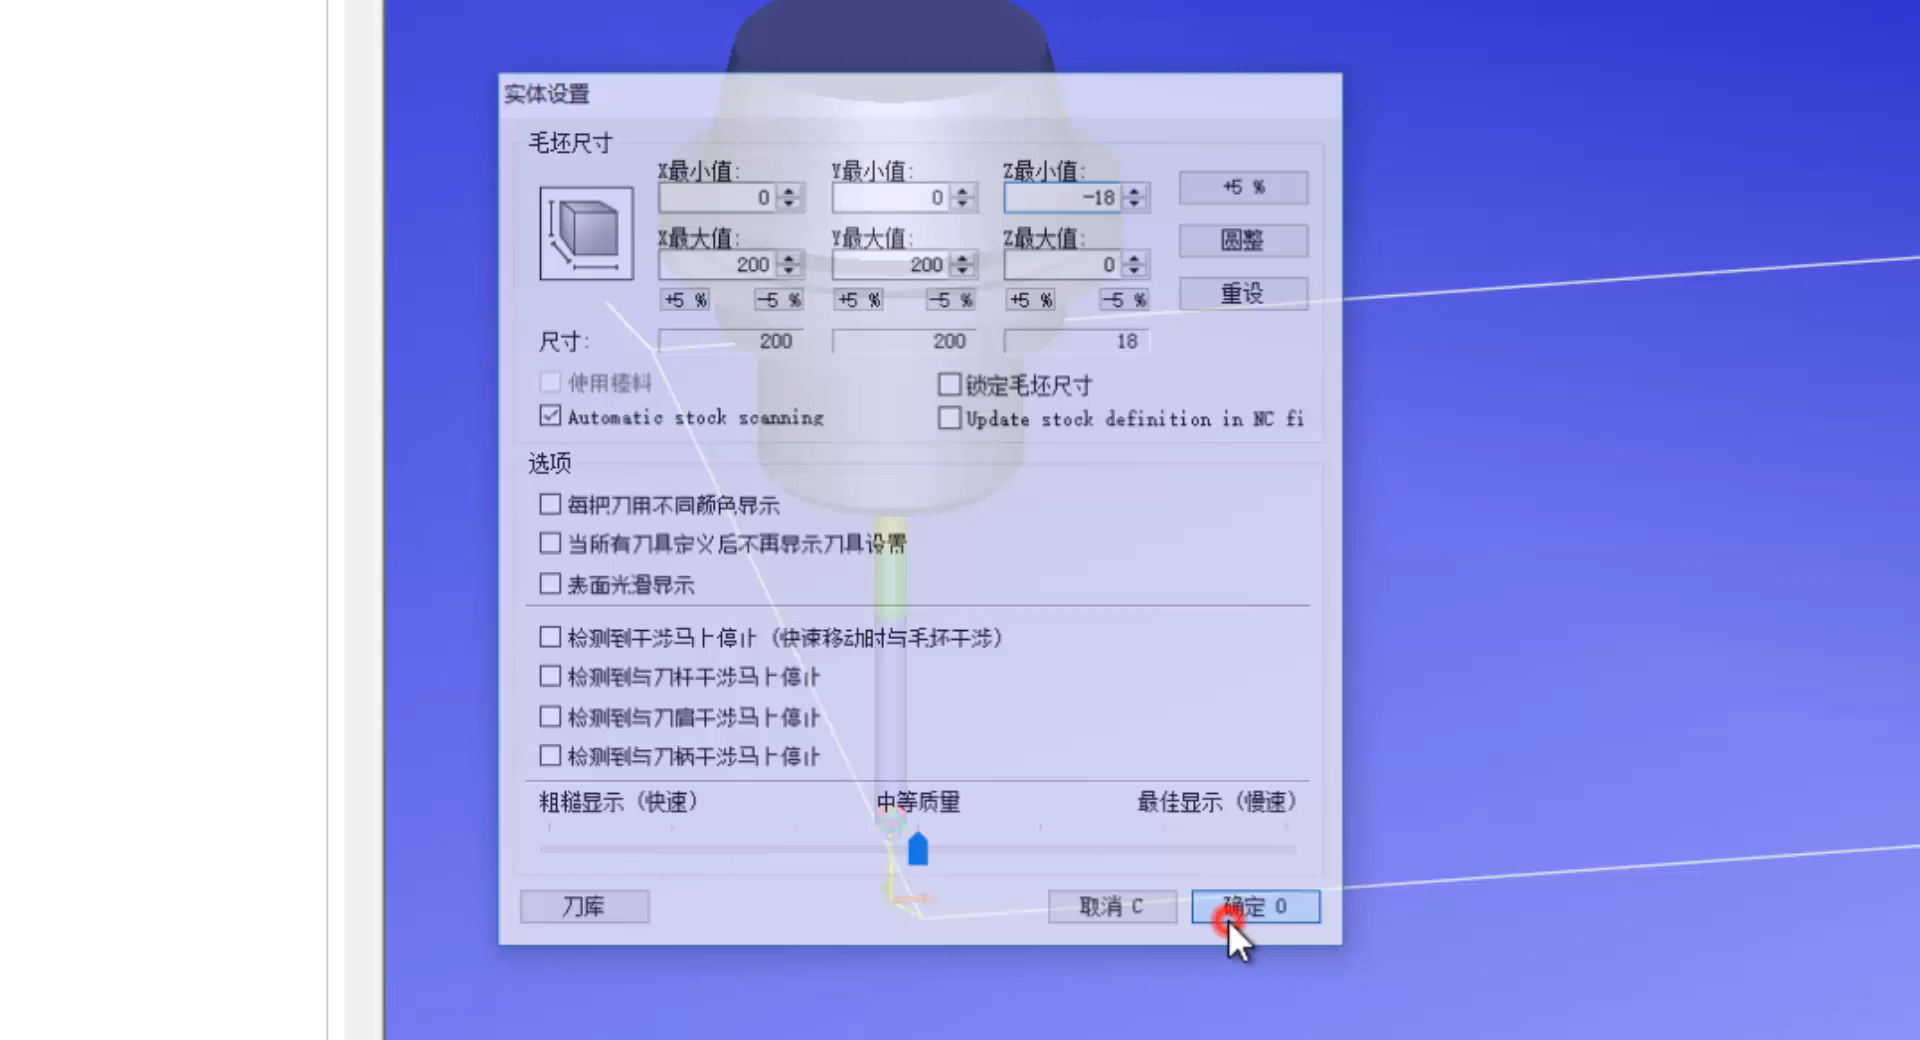 实体设置
毛坯尺寸
X最小值: Y最小值: Z最小值:
0 0 -18 +5 %
X最大值: Y最大值: Z最大值: 圆整
200 200 0
+5 % -5 % +5 % -5 % +5 % -5 % 重设
尺寸: 200 200 18
使用棒料 锁定毛坯尺寸
Automatic stock scanning Update stock definition in NC fi
选项
每把刀用不同颜色显示
当所有刀具定义后不再显示刀具设置
表面光滑显示
检测到干涉马上停止（快速移动时与毛坯干涉）
检测到与刀杆干涉马上停止
检测到与刀肩干涉马上停止
检测到与刀柄干涉马上停止
粗糙显示（快速） 中等质量 最佳显示（慢速）
刀库 取消 C 确定 O